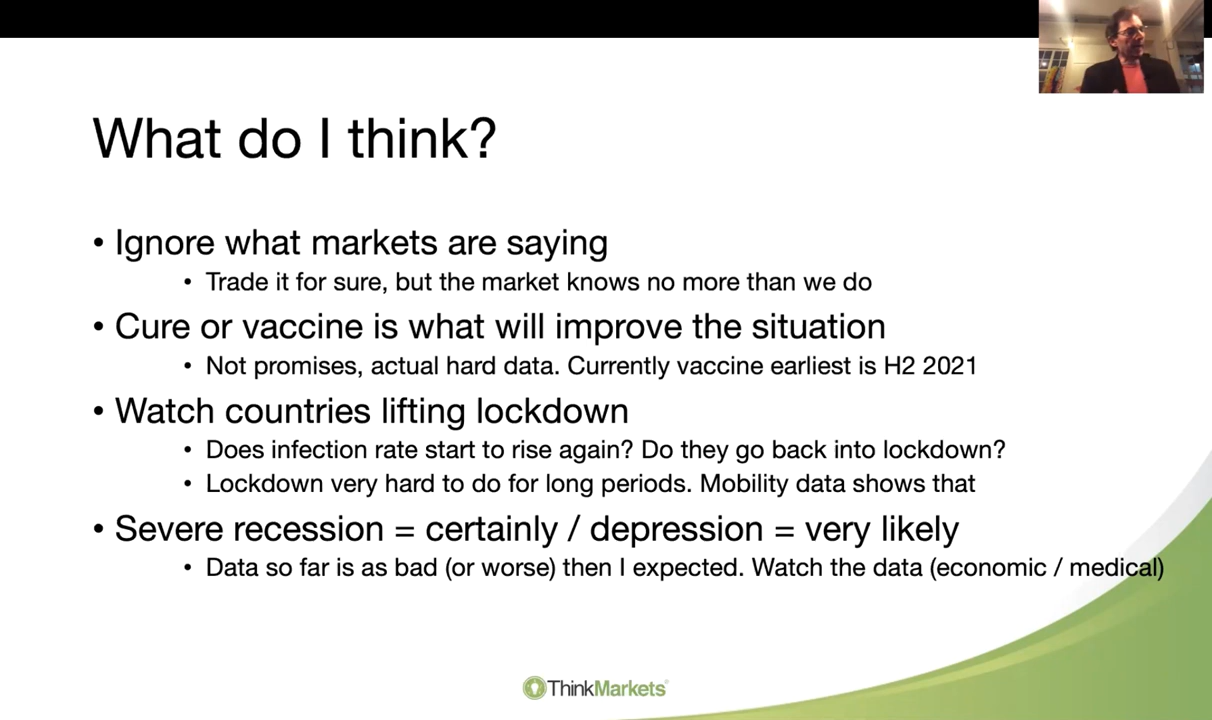 What do I think?
• Ignore what markets are saying
• Trade it for sure, but the market knows no more than we do
• Cure or vaccine is what will improve the situation
• Not promises, actual hard data. Currently vaccine earliest is H2 2021
• Watch countries lifting lockdown
• Does infection rate start to rise again? Do they go back into lockdown?
• Lockdown very hard to do for long periods. Mobility data shows that
• Severe recession = certainly / depression = very likely
• Data so far is as bad (or worse) then I expected. Watch the data (economic / medical)
ThinkMarkets